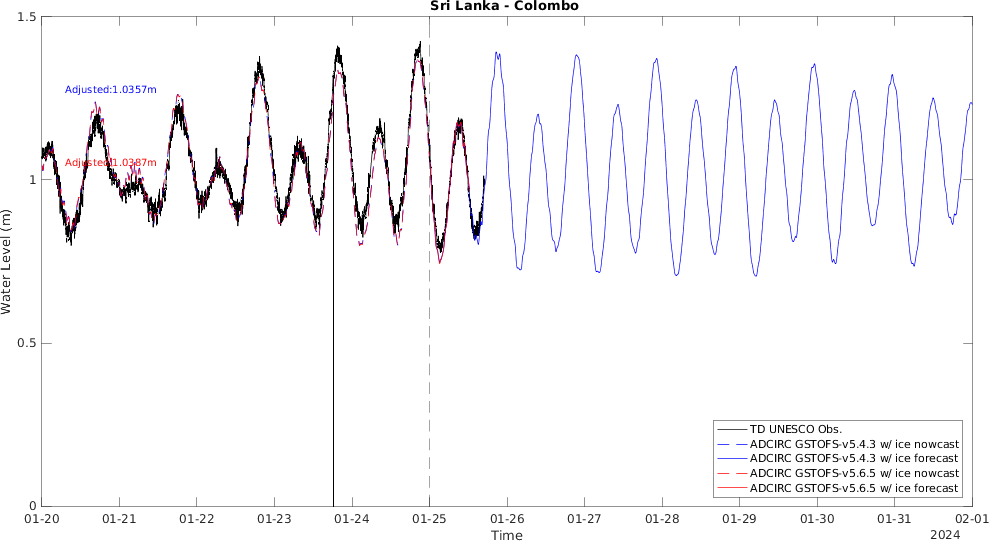 Sri Lanka - Colombo
Water Level (m)
1.5
1
0.5
0
Adjusted:1.0357m
Adjusted:1.0387m
TD UNESCO Obs.
ADCIRC GSTOFS-v5.4.3 w/ ice nowcast
ADCIRC GSTOFS-v5.4.3 w/ ice forecast
ADCIRC GSTOFS-v5.6.5 w/ ice nowcast
ADCIRC GSTOFS-v5.6.5 w/ ice forecast
01-20 01-21 01-22 01-23 01-24 01-25 01-26 01-27 01-28 01-29 01-30 01-31 02-01
Time
2024